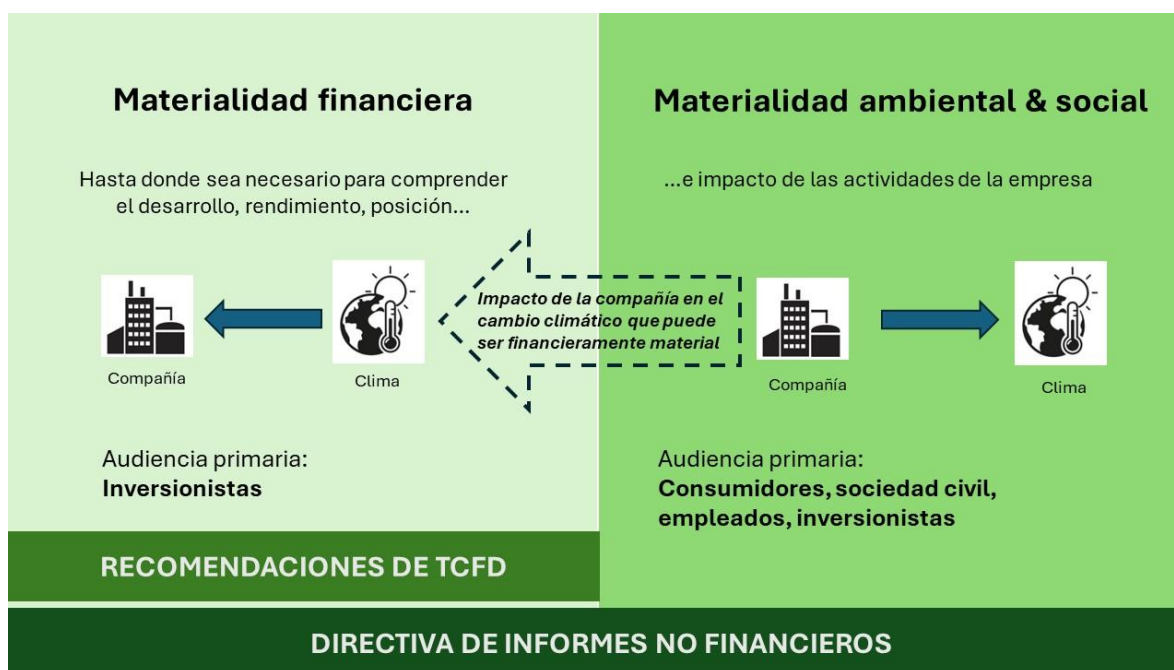 Materialidad financiera
Hasta donde sea necesario para comprender
el desarrollo, rendimiento, posición...
Compañía
Clima
Audiencia primaria:
Inversionistas
RECOMENDACIONES DE TCFD
Impacto de la compañía en el
cambio climático que puede
ser financieramente material
Materialidad ambiental & social
...e impacto de las actividades de la empresa
Compañía
Clima
Audiencia primaria:
Consumidores, sociedad civil,
empleados, inversionistas
DIRECTIVA DE INFORMES NO FINANCIEROS